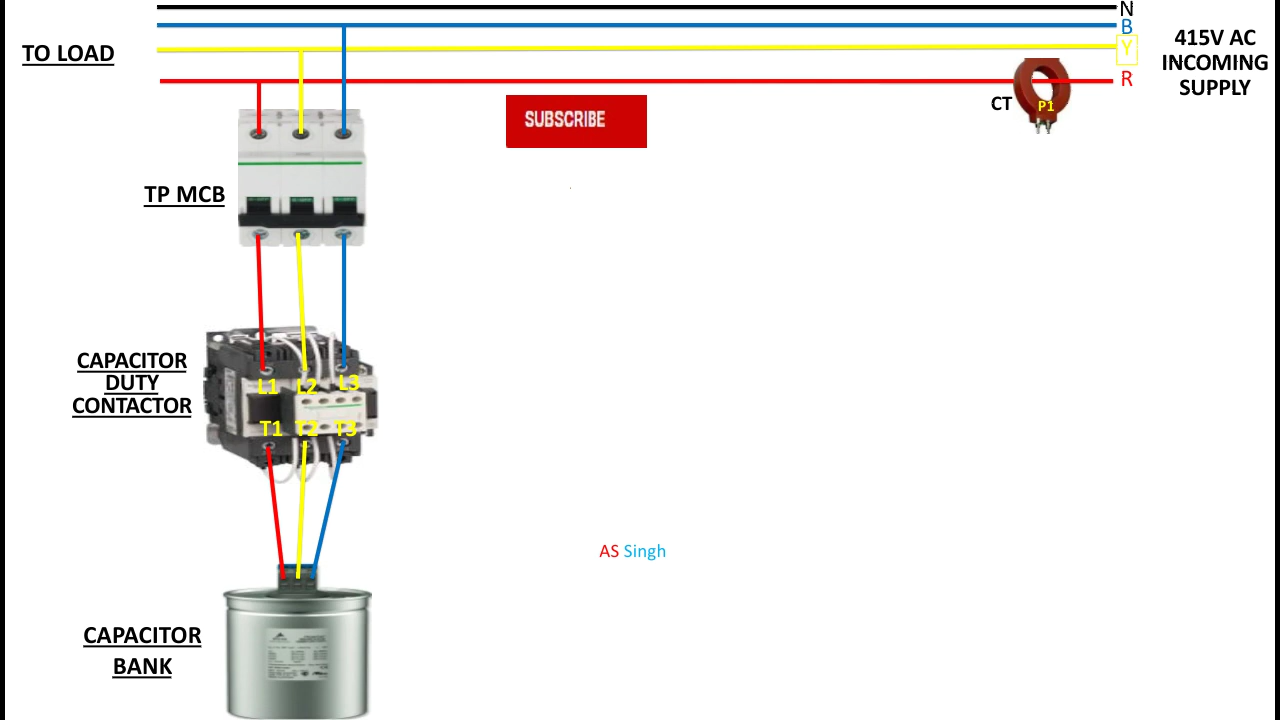 N
B
TO LOAD
Y
415V AC
INCOMING
SUPPLY
R
CT
P1
SUBSCRIBE
TP MCB
CAPACITOR
DUTY
CONTACTOR
L1 L2 L3
T1 T2 T3
AS Singh
CAPACITOR
BANK